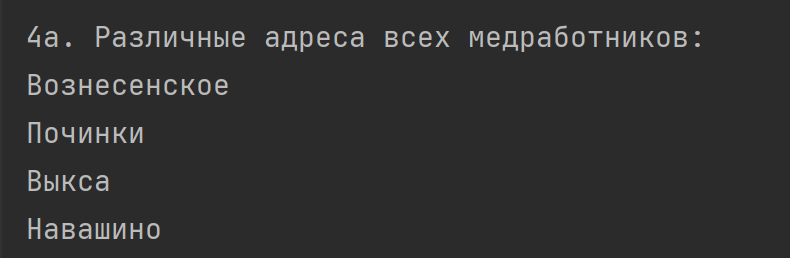 4а. Различные адреса всех медработников:
Вознесенское
Починки
Выкса
Навашино